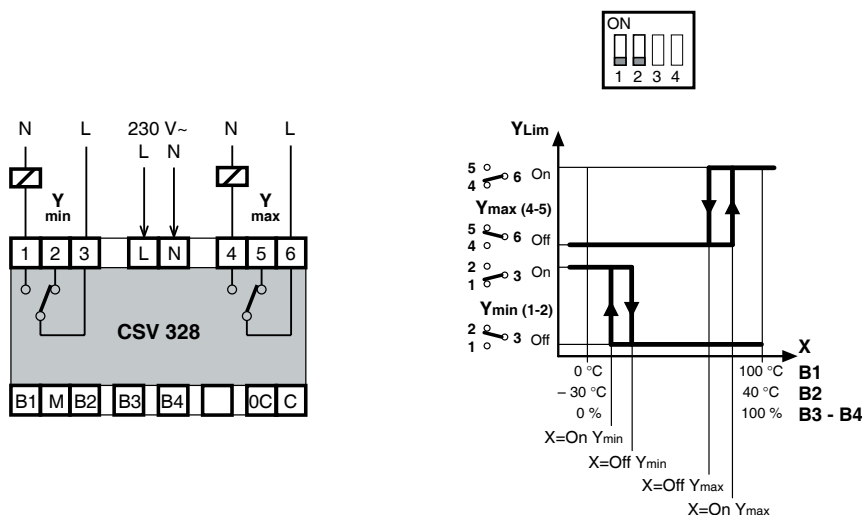 ON
1 2 3 4
N L 230 V~ N L
L N
Y min
Y max
1 2 3 L N 4 5 6
CSV 328
B1 M B2 B3 B4 0C C
YLim
5
4 6 On
Ymax (4-5)
5
4 6 Off
2
1 3 On
Ymin (1-2)
2
1 3 Off
X
0 °C 100 °C B1
– 30 °C 40 °C B2
0 % 100 % B3 - B4
X=On Ymin
X=Off Ymin
X=Off Ymax
X=On Ymax